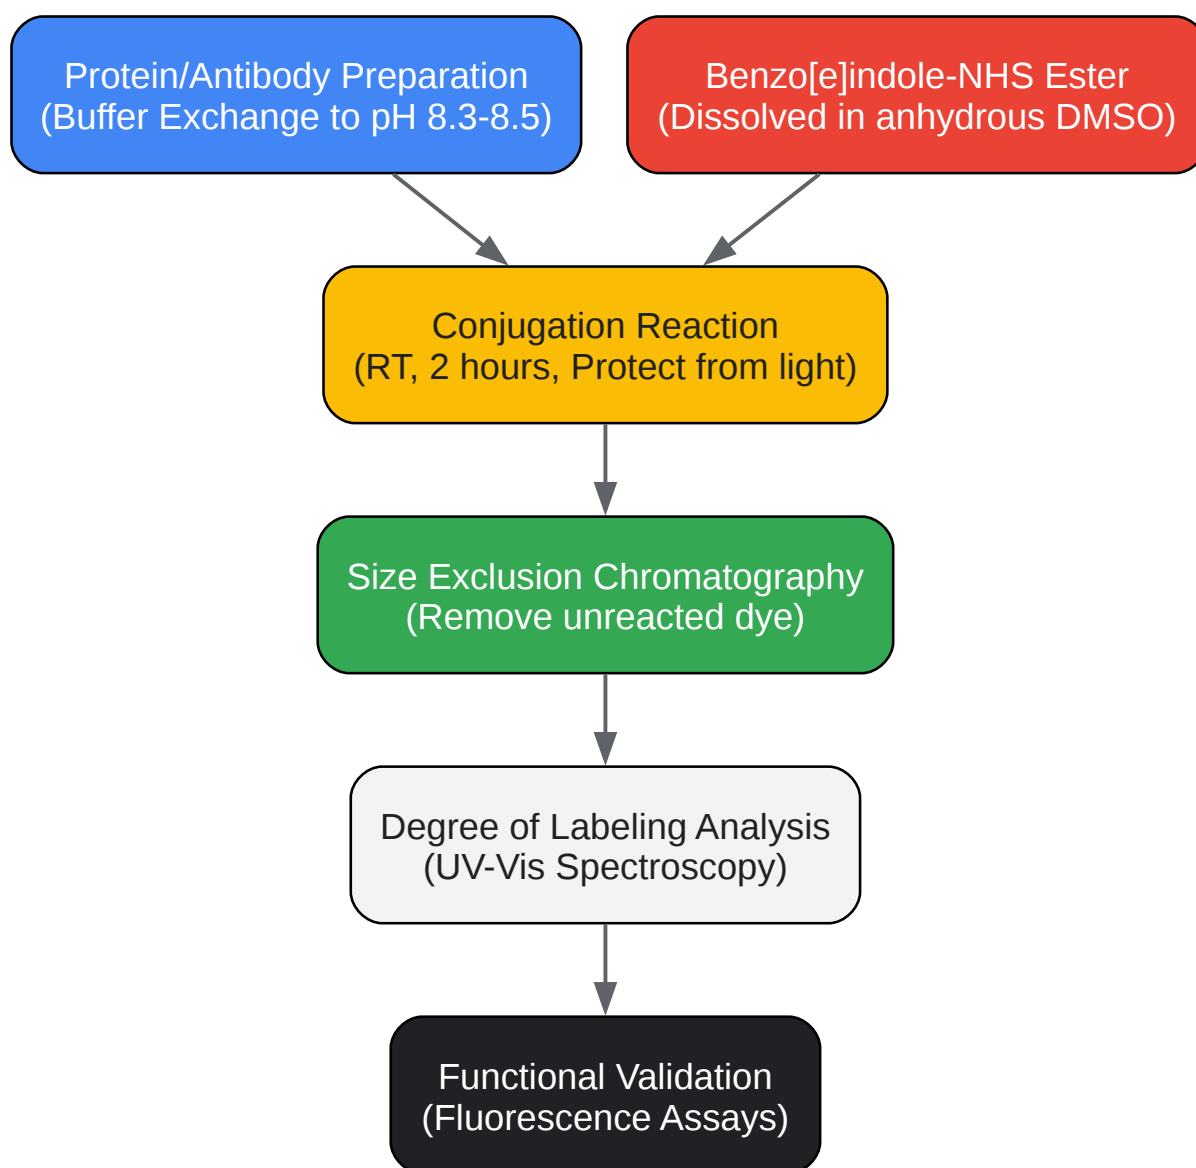 Protein/Antibody Preparation
(Buffer Exchange to pH 8.3-8.5)
Benzo[e]indole-NHS Ester
(Dissolved in anhydrous DMSO)
Conjugation Reaction
(RT, 2 hours, Protect from light)
Size Exclusion Chromatography
(Remove unreacted dye)
Degree of Labeling Analysis
(UV-Vis Spectroscopy)
Functional Validation
(Fluorescence Assays)